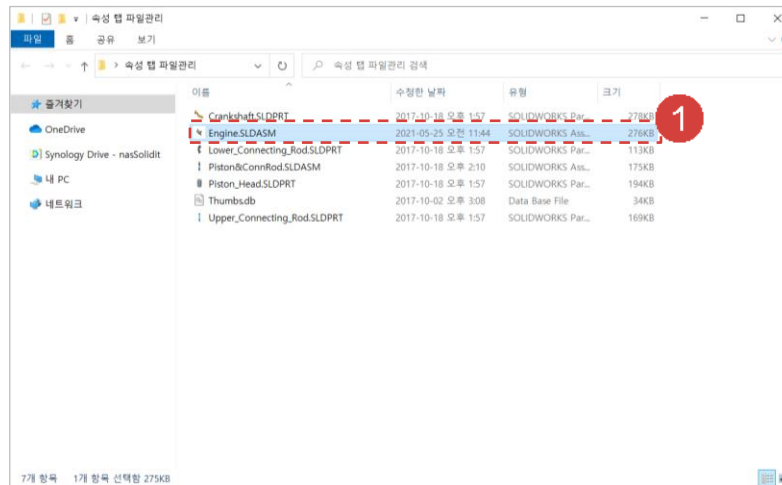 속성 탭 파일관리
파일 홈 공유 보기
속성 탭 파일관리 속성 탭 파일관리 검색
이름 수정한 날짜 유형 크기
즐겨찾기
OneDrive
Synology Drive - nasSolidit
내 PC
네트워크
Crankshaft.SLDPRT 2017-10-18 오후 1:57 SOLIDWORKS Par... 278KB
Engine.SLDASM 2021-05-25 오전 11:44 SOLIDWORKS Ass... 276KB
1
Lower_Connecting_Rod.SLDPRT 2017-10-18 오후 1:57 SOLIDWORKS Par... 113KB
Piston&ConnRod.SLDASM 2017-10-18 오후 2:10 SOLIDWORKS Ass... 175KB
Piston_Head.SLDPRT 2017-10-18 오후 1:57 SOLIDWORKS Par... 194KB
Thumbs.db 2017-10-02 오후 3:08 Data Base File 34KB
Upper_Connecting_Rod.SLDPRT 2017-10-18 오후 1:57 SOLIDWORKS Par... 169KB
7개 항목 1개 항목 선택함 275KB